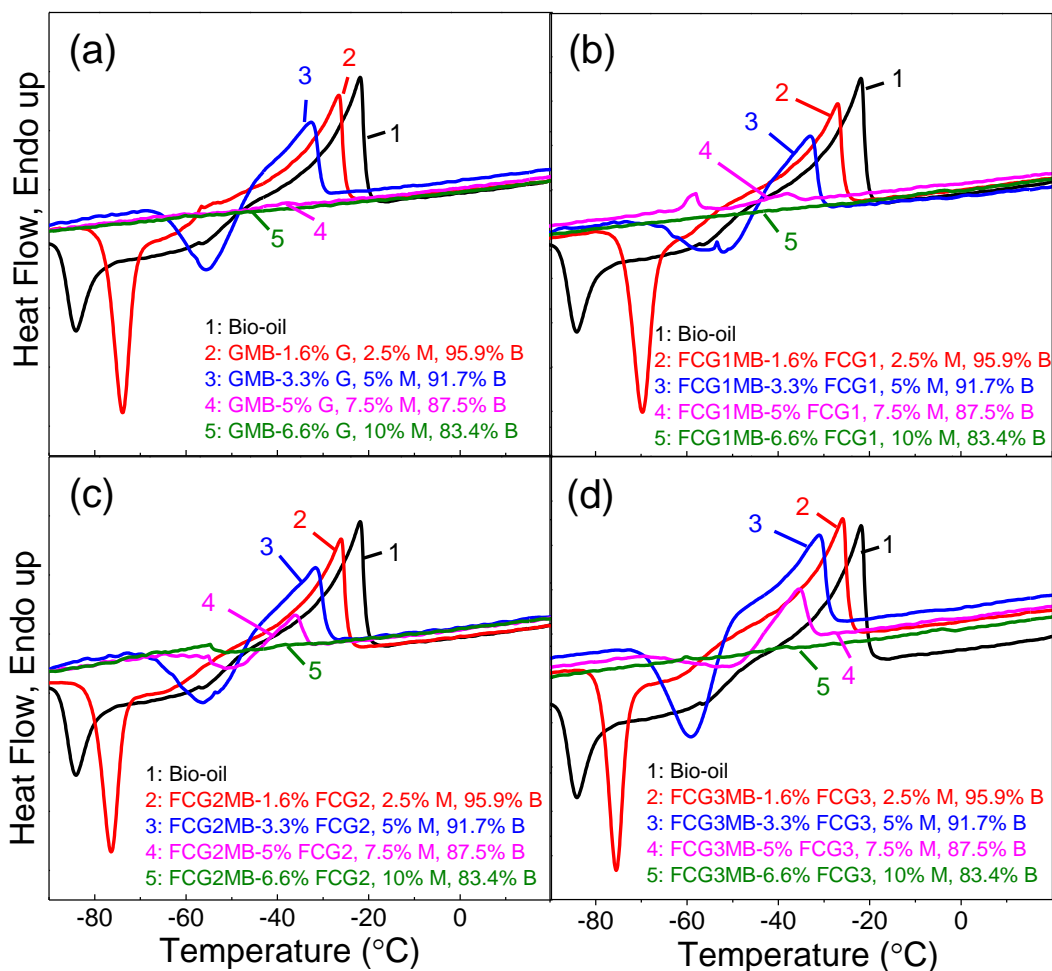 (a)
3
2
1
5
4
1: Bio-oil
2: GMB-1.6% G, 2.5% M, 95.9% B
3: GMB-3.3% G, 5% M, 91.7% B
4: GMB-5% G, 7.5% M, 87.5% B
5: GMB-6.6% G, 10% M, 83.4% B
Heat Flow, Endo up
(b)
1
2
3
4
5
1: Bio-oil
2: FCG1MB-1.6% FCG1, 2.5% M, 95.9% B
3: FCG1MB-3.3% FCG1, 5% M, 91.7% B
4: FCG1MB-5% FCG1, 7.5% M, 87.5% B
5: FCG1MB-6.6% FCG1, 10% M, 83.4% B
(c)
2
3
1
4
5
1: Bio-oil
2: FCG2MB-1.6% FCG2, 2.5% M, 95.9% B
3: FCG2MB-3.3% FCG2, 5% M, 91.7% B
4: FCG2MB-5% FCG2, 7.5% M, 87.5% B
5: FCG2MB-6.6% FCG2, 10% M, 83.4% B
Heat Flow, Endo up
-80 -60 -40 -20 0
Temperature (°C)
(d)
2
3
1
5
4
1: Bio-oil
2: FCG3MB-1.6% FCG3, 2.5% M, 95.9% B
3: FCG3MB-3.3% FCG3, 5% M, 91.7% B
4: FCG3MB-5% FCG3, 7.5% M, 87.5% B
5: FCG3MB-6.6% FCG3, 10% M, 83.4% B
-80 -60 -40 -20 0
Temperature (°C)